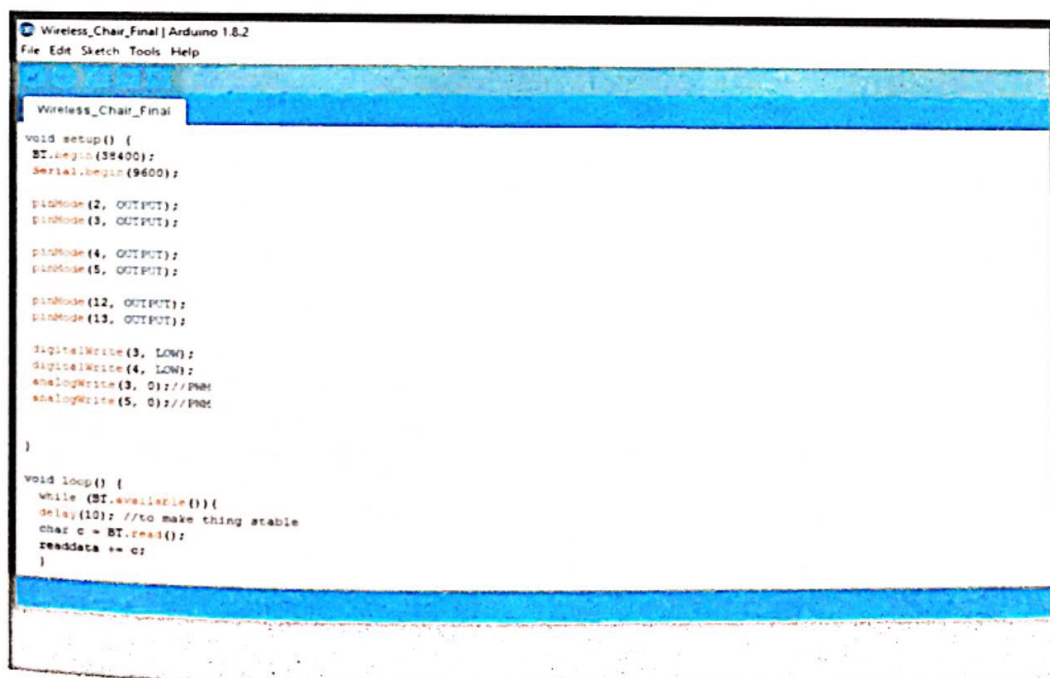 Wireless_Chair_Final | Arduino 1.8.2
File Edit Sketch Tools Help
Wireless_Chair_Final
void setup() {
BT.begin(38400);
Serial.begin(9600);
pinMode(2, OUTPUT);
pinMode(3, OUTPUT);
pinMode(4, OUTPUT);
pinMode(5, OUTPUT);
pinMode(12, OUTPUT);
pinMode(13, OUTPUT);
digitalWrite(3, LOW);
digitalWrite(4, LOW);
analogWrite(3, 0);//PWM
analogWrite(5, 0);//PWM
}
void loop() {
while (BT.available()){
delay(10); //to make thing stable
char c = BT.read();
readdata += c;
}